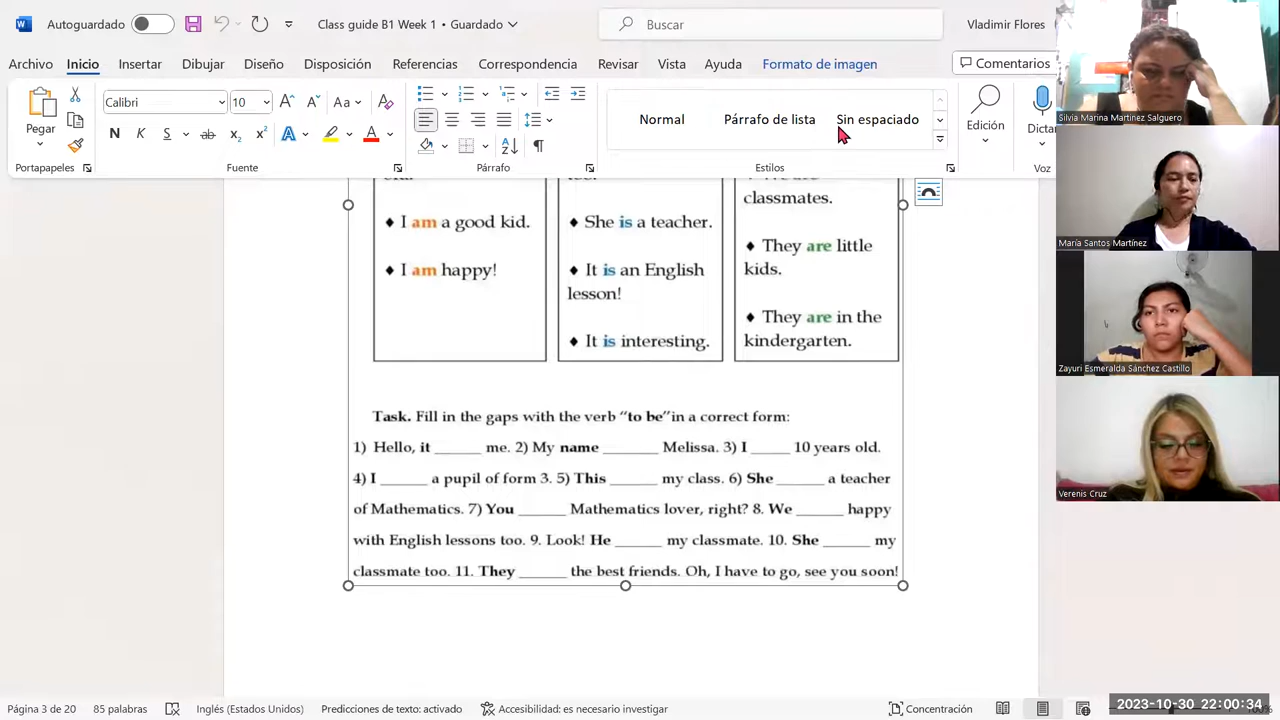 Autoguardado
Class guide B1 Week 1 • Guardado
Buscar
Vladimir Flores
Archivo Inicio Insertar Dibujar Diseño Disposición Referencias Correspondencia Revisar Vista Ayuda Formato de imagen Comentarios
Pegar
Calibri 10 Aa
N K S ab x₂ x² A A
Normal Párrafo de lista Sin espaciado
Edición
Dictar
Portapapeles Fuente Párrafo Estilos Voz
classmates.
♦ I am a good kid.
♦ I am happy!
♦ She is a teacher.
♦ It is an English
lesson!
♦ It is interesting.
♦ They are little
kids.
♦ They are in the
kindergarten.
Task. Fill in the gaps with the verb “to be”in a correct form:
1) Hello, it ______ me. 2) My name _______ Melissa. 3) I _____ 10 years old.
4) I ______ a pupil of form 3. 5) This ______ my class. 6) She ______ a teacher
of Mathematics. 7) You ______ Mathematics lover, right? 8. We ______ happy
with English lessons too. 9. Look! He ______ my classmate. 10. She ______ my
classmate too. 11. They ______ the best friends. Oh, I have to go, see you soon!
Silvia Marina Martinez Salguero
María Santos Martínez
Zayuri Esmeralda Sánchez Castillo
Verenis Cruz
Página 3 de 20 85 palabras Inglés (Estados Unidos) Predicciones de texto: activado Accesibilidad: es necesario investigar Concentración
2023-10-30 22:00:34